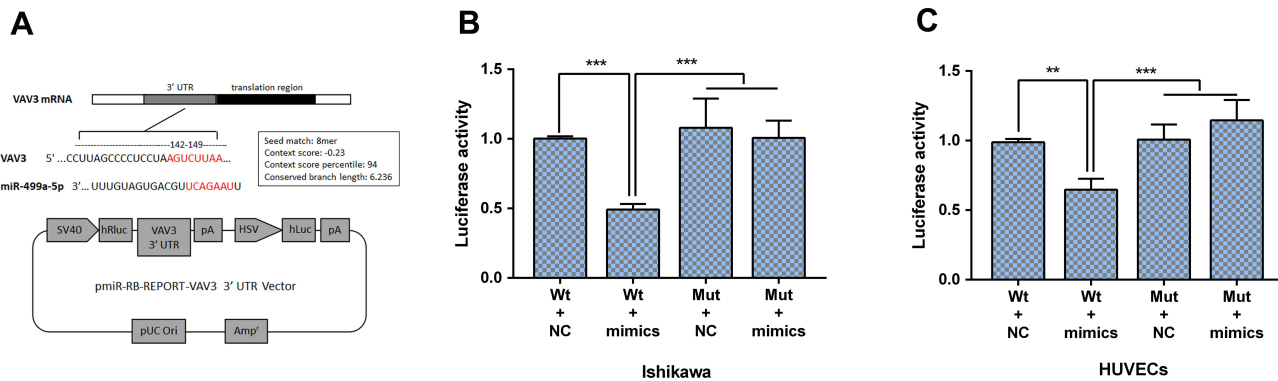 A
3' UTR translation region
VAV3 mRNA
---------------------142-149--------
VAV3 5' ...CCUUAGCCCCUCCUAAGUCUUAA...
miR-499a-5p 3'... UUUGUAGUGACGUUCAGAAUU
Seed match: 8mer
Context score: -0.23
Context score percentile: 94
Conserved branch length: 6.236
SV40 hRluc VAV3 pA HSV hLuc pA
3' UTR
pmiR-RB-REPORT-VAV3 3' UTR Vector
pUC Ori Ampʳ
B
Luciferase activity
1.5
1.0
0.5
0.0
*** ***
Wt Wt Mut Mut
+ + + +
NC mimics NC mimics
Ishikawa
C
Luciferase activity
1.5
1.0
0.5
0.0
** ***
Wt Wt Mut Mut
+ + + +
NC mimics NC mimics
HUVECs